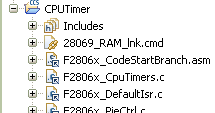 CPUTimer
Includes
28069_RAM_lnk.cmd
F2806x_CodeStartBranch.asm
F2806x_CpuTimers.c
F2806x_DefaultIsr.c
F2806x_PieCtrl.c